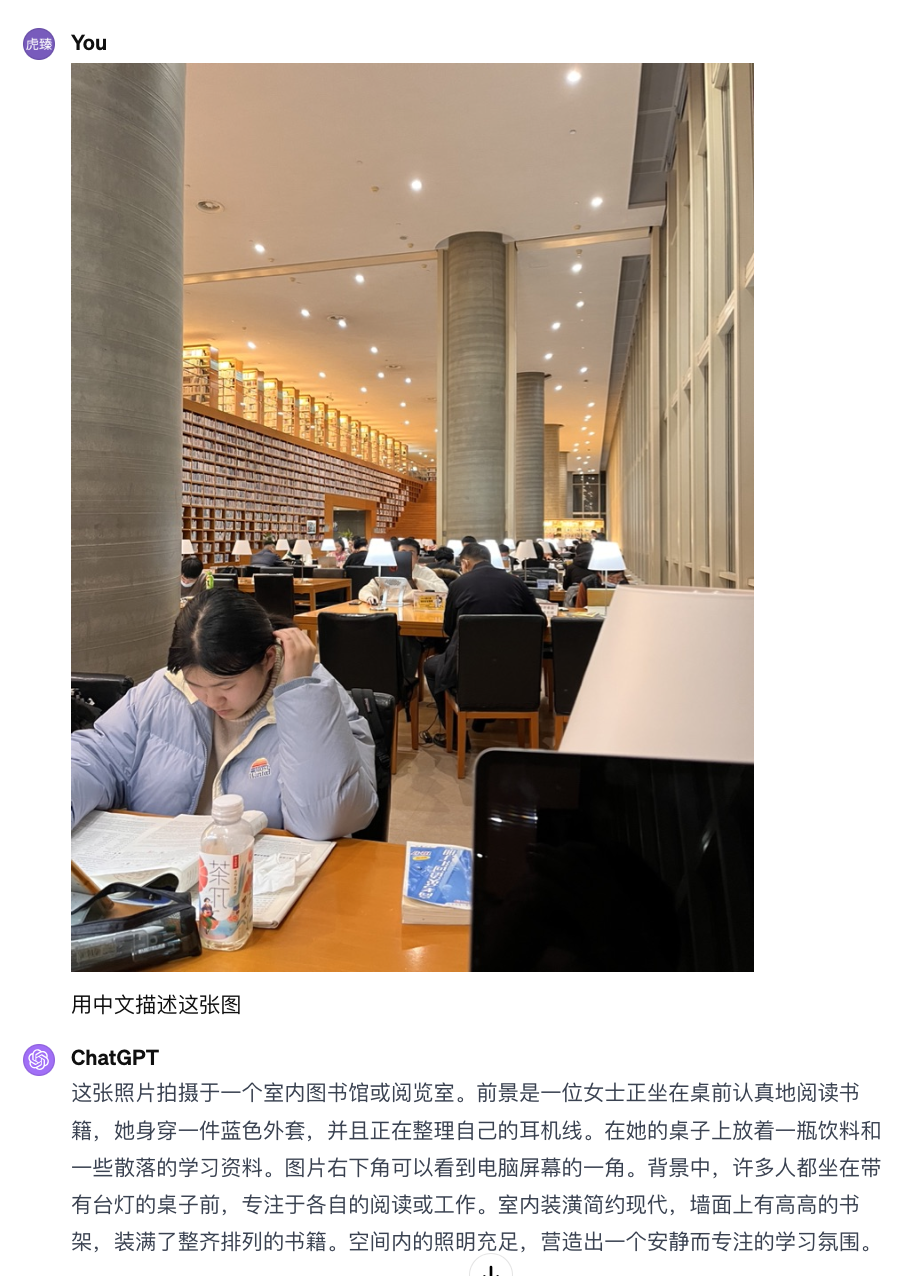 虎臻
You
茶π
用中文描述这张图
ChatGPT
这张照片拍摄于一个室内图书馆或阅览室。前景是一位女士正坐在桌前认真地阅读书
籍，她身穿一件蓝色外套，并且正在整理自己的耳机线。在她的桌子上放着一瓶饮料和
一些散落的学习资料。图片右下角可以看到电脑屏幕的一角。背景中，许多人都坐在带
有台灯的桌子前，专注于各自的阅读或工作。室内装潢简约现代，墙面上有高高的书
架，装满了整齐排列的书籍。空间内的照明充足，营造出一个安静而专注的学习氛围。